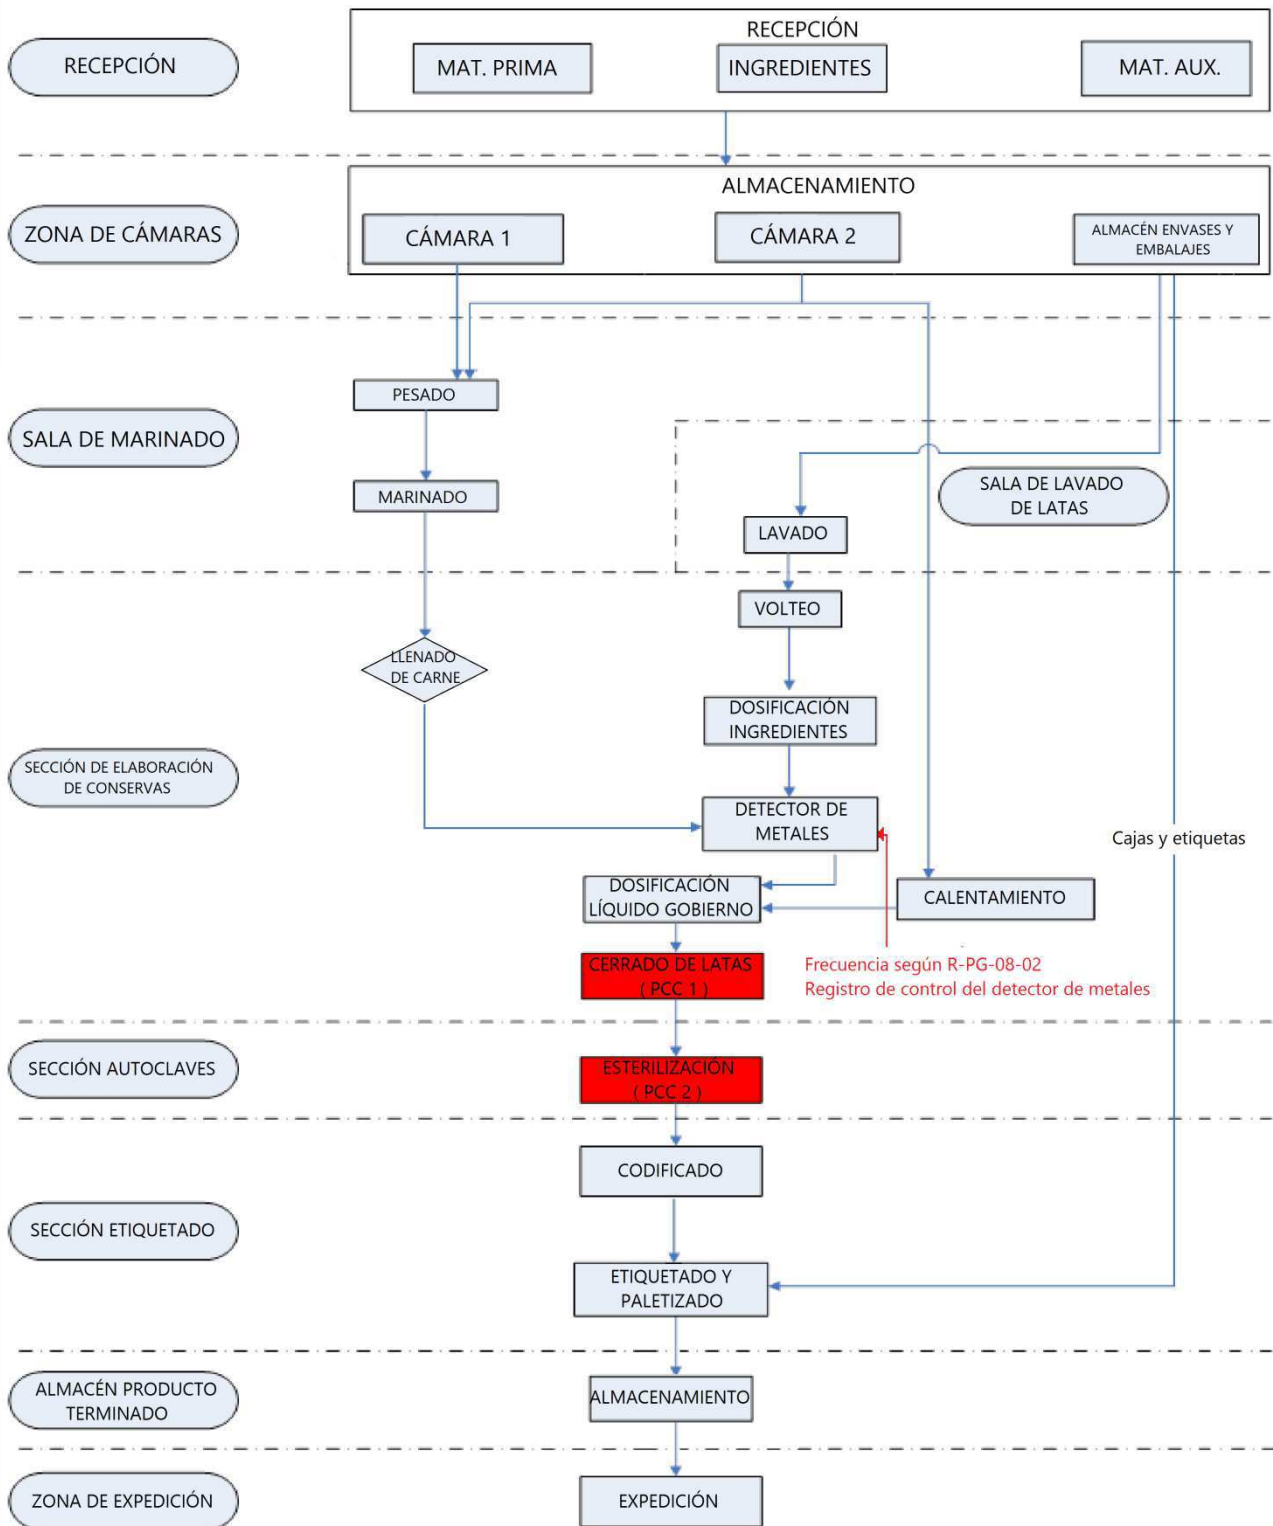 RECEPCIÓN
RECEPCIÓN
MAT. PRIMA
INGREDIENTES
MAT. AUX.
ZONA DE CÁMARAS
ALMACENAMIENTO
CÁMARA 1
CÁMARA 2
ALMACÉN ENVASES Y
EMBALAJES
SALA DE MARINADO
PESADO
MARINADO
SALA DE LAVADO
DE LATAS
LAVADO
VOLTEO
LLENADO
DE CARNE
DOSIFICACIÓN
INGREDIENTES
SECCIÓN DE ELABORACIÓN
DE CONSERVAS
DETECTOR DE
METALES
Cajas y etiquetas
DOSIFICACIÓN
LÍQUIDO GOBIERNO
CALENTAMIENTO
CERRADO DE LATAS
( PCC 1 )
Frecuencia según R-PG-08-02
Registro de control del detector de metales
SECCIÓN AUTOCLAVES
ESTERILIZACIÓN
( PCC 2 )
CODIFICADO
SECCIÓN ETIQUETADO
ETIQUETADO Y
PALETIZADO
ALMACÉN PRODUCTO
TERMINADO
ALMACENAMIENTO
ZONA DE EXPEDICIÓN
EXPEDICIÓN